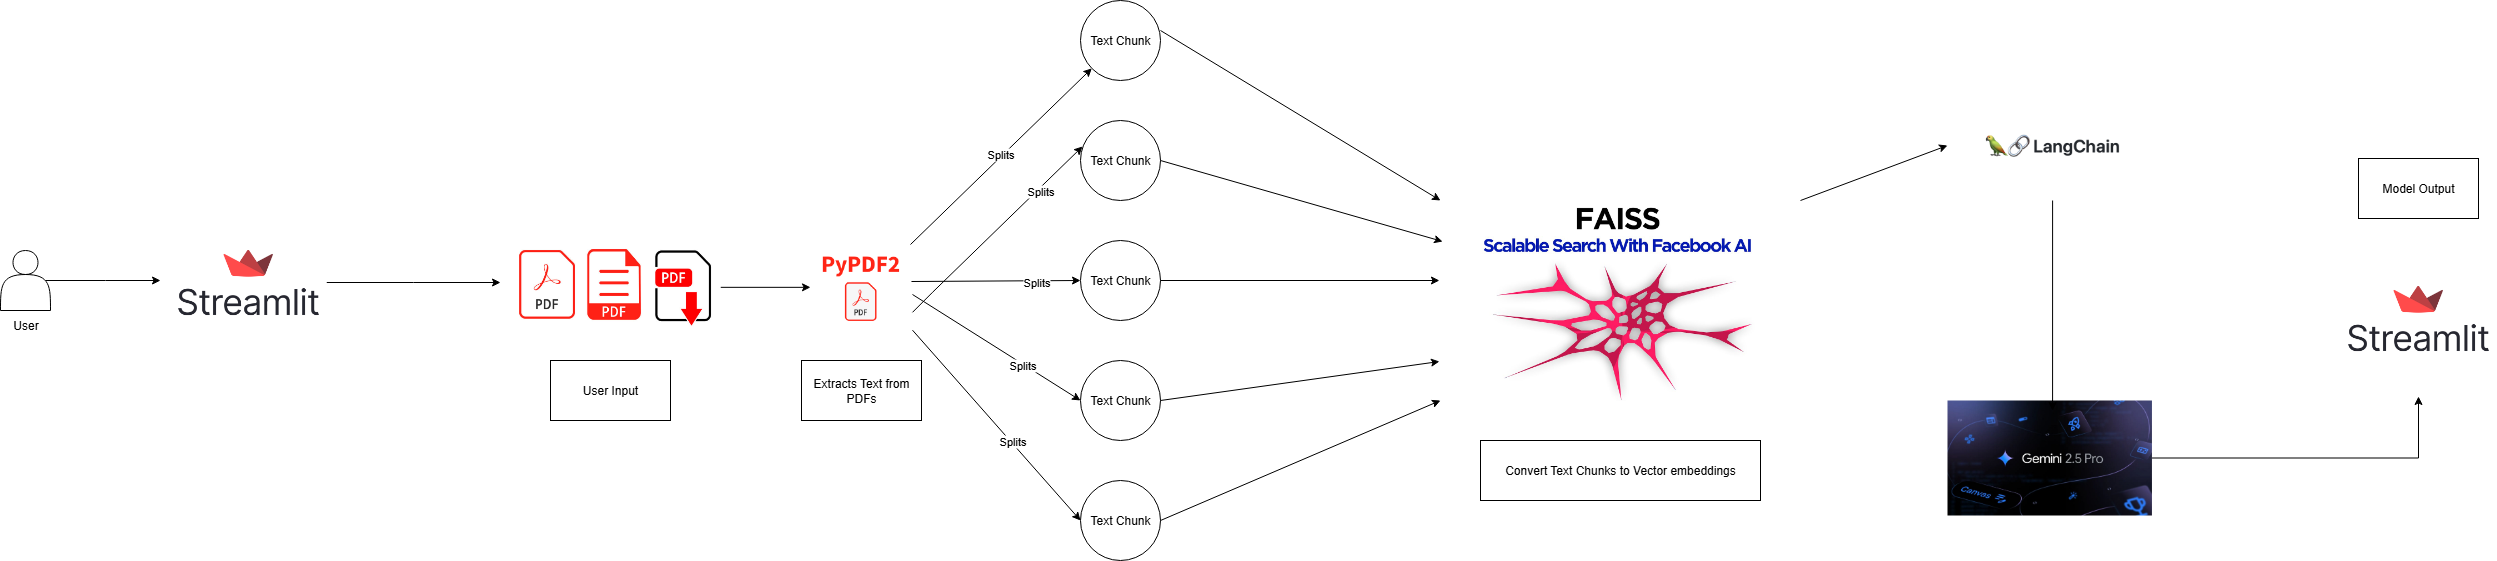 User
Streamlit
PDF
PDF
PDF
User Input
PyPDF2
PDF
Extracts Text from
PDFs
Splits
Splits
Splits
Splits
Splits
Text Chunk
Text Chunk
Text Chunk
Text Chunk
Text Chunk
FAISS
Scalable Search With Facebook AI
Convert Text Chunks to Vector embeddings
LangChain
Gemini 2.5 Pro
Canvas
Model Output
Streamlit